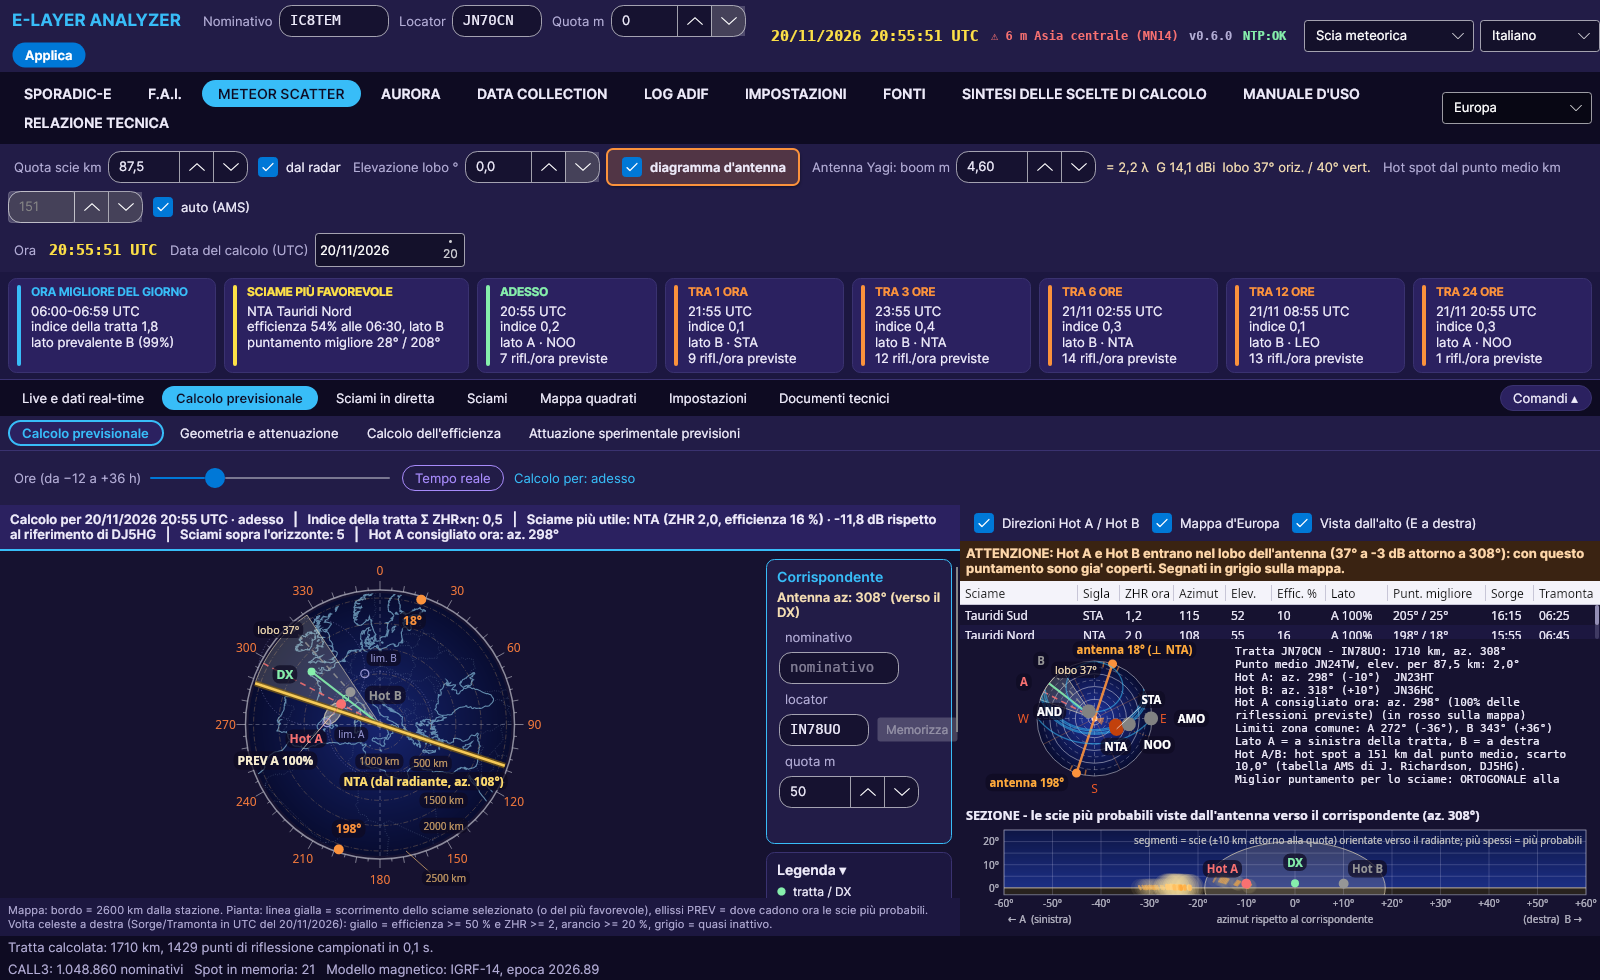 E-LAYER ANALYZER
Nominativo IC8TEM Locator JN70CN Quota m 0
20/11/2026 20:55:51 UTC ⚠ 6 m Asia centrale (MN14) v0.6.0 NTP:OK Scia meteorica Italiano
Applica
SPORADIC-E F.A.I. METEOR SCATTER AURORA DATA COLLECTION LOG ADIF IMPOSTAZIONI FONTI SINTESI DELLE SCELTE DI CALCOLO MANUALE D'USO
RELAZIONE TECNICA
Europa
Quota scie km 87,5 dal radar Elevazione lobo ° 0,0 diagramma d'antenna Antenna Yagi: boom m 4,60 = 2,2 λ G 14,1 dBi lobo 37° oriz. / 40° vert. Hot spot dal punto medio km
151 auto (AMS)
Ora 20:55:51 UTC Data del calcolo (UTC) 20/11/2026 20
ORA MIGLIORE DEL GIORNO
06:00-06:59 UTC
indice della tratta 1,8
lato prevalente B (99%)
SCIAME PIÙ FAVOREVOLE
NTA Tauridi Nord
efficienza 54% alle 06:30, lato B
puntamento migliore 28° / 208°
ADESSO
20:55 UTC
indice 0,2
lato A · NOO
7 rifl./ora previste
TRA 1 ORA
21:55 UTC
indice 0,1
lato B · STA
9 rifl./ora previste
TRA 3 ORE
23:55 UTC
indice 0,4
lato B · NTA
12 rifl./ora previste
TRA 6 ORE
21/11 02:55 UTC
indice 0,3
lato B · NTA
14 rifl./ora previste
TRA 12 ORE
21/11 08:55 UTC
indice 0,1
lato B · LEO
13 rifl./ora previste
TRA 24 ORE
21/11 20:55 UTC
indice 0,3
lato A · NOO
1 rifl./ora previste
Live e dati real-time Calcolo previsionale Sciami in diretta Sciami Mappa quadrati Impostazioni Documenti tecnici Comandi ▴
Calcolo previsionale Geometria e attenuazione Calcolo dell'efficienza Attuazione sperimentale previsioni
Ore (da −12 a +36 h) Tempo reale Calcolo per: adesso
Calcolo per 20/11/2026 20:55 UTC · adesso | Indice della tratta Σ ZHR×η: 0,5 | Sciame più utile: NTA (ZHR 2,0, efficienza 16 %) · -11,8 dB rispetto
al riferimento di DJ5HG | Sciami sopra l'orizzonte: 5 | Hot A consigliato ora: az. 298°
0
330 30
18°
lobo 37°
300 60
lim. B
DX
Hot B
270 90
Hot A lim. A
PREV A 100%
1000 km 500 km
NTA (dal radiante, az. 108°)
240 120
1500 km
198° 2000 km
210 150
180 2500 km
Corrispondente
Antenna az: 308° (verso il
DX)
nominativo
nominativo
locator
IN78UO Memorizza
quota m
50
Legenda ▾
tratta / DX
Mappa: bordo = 2600 km dalla stazione. Pianta: linea gialla = scorrimento dello sciame selezionato (o del più favorevole), ellissi PREV = dove cadono ora le scie più probabili.
Volta celeste a destra (Sorge/Tramonta in UTC del 20/11/2026): giallo = efficienza >= 50 % e ZHR >= 2, arancio >= 20 %, grigio = quasi inattivo.
Direzioni Hot A / Hot B Mappa d'Europa Vista dall'alto (E a destra)
ATTENZIONE: Hot A e Hot B entrano nel lobo dell'antenna (37° a -3 dB attorno a 308°): con questo
puntamento sono gia' coperti. Segnati in grigio sulla mappa.
Sciame Sigla ZHR ora Azimut Elev. Effic. % Lato Punt. migliore Sorge Tramonta
Tauridi Sud STA 1,2 115 52 10 A 100% 205° / 25° 16:15 06:25
Tauridi Nord NTA 2,0 108 55 16 A 100% 198° / 18° 15:55 06:45
antenna 18° (⊥ NTA)
B
lobo 37°
A
STA
AND
W E AMO
NTA NOO
antenna 198°
S
Tratta JN70CN - IN78UO: 1710 km, az. 308°
Punto medio JN24TW, elev. per 87,5 km: 2,0°
Hot A: az. 298° (-10°) JN23HT
Hot B: az. 318° (+10°) JN36HC
Hot A consigliato ora: az. 298° (100% delle
riflessioni previste) (in rosso sulla mappa)
Limiti zona comune: A 272° (-36°), B 343° (+36°)
Lato A = a sinistra della tratta, B = a destra
Hot A/B: hot spot a 151 km dal punto medio, scarto
10,0° (tabella AMS di J. Richardson, DJ5HG).
Miglior puntamento per lo sciame: ORTOGONALE alla
SEZIONE - le scie più probabili viste dall'antenna verso il corrispondente (az. 308°)
segmenti = scie (±10 km attorno alla quota) orientate verso il radiante; più spessi = più probabili
20°
10°
0°
Hot A DX Hot B
-60° -50° -40° -30° -20° -10° 0° +10° +20° +30° +40° +50° +60°
← A (sinistra) azimut rispetto al corrispondente (destra) B →
Tratta calcolata: 1710 km, 1429 punti di riflessione campionati in 0,1 s.
CALL3: 1.048.860 nominativi Spot in memoria: 21 Modello magnetico: IGRF-14, epoca 2026.89